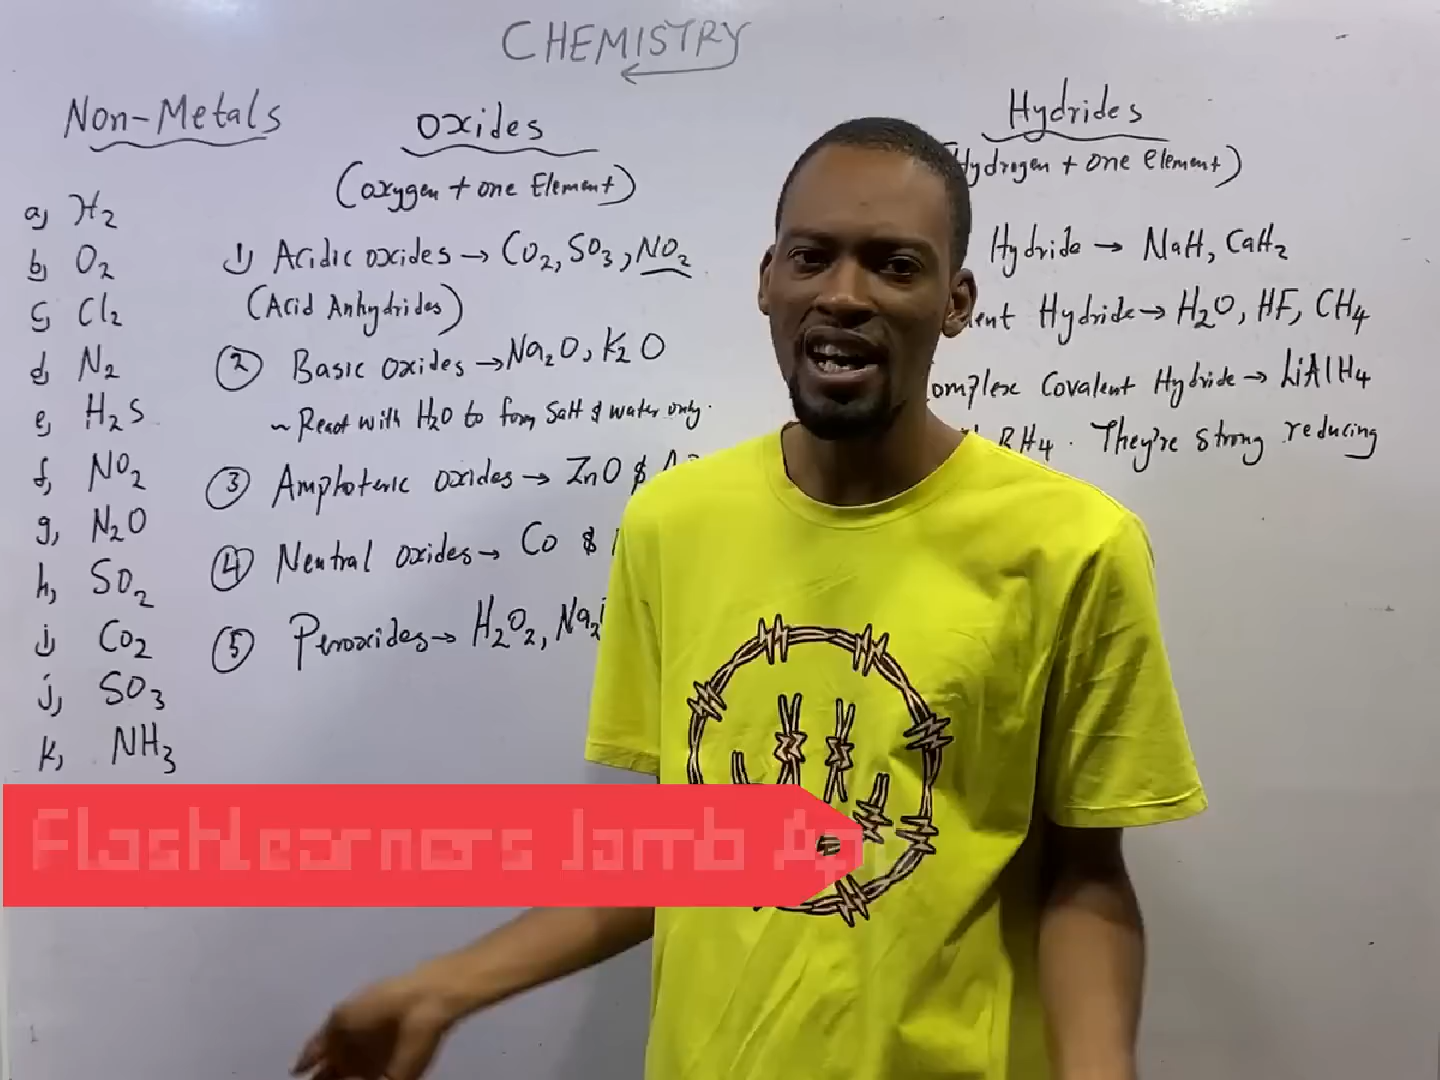 CHEMISTRY
Non-Metals
a) H2
b) O2
c) Cl2
d) N2
e) H2S
f) NO2
g) N2O
h) SO2
i) CO2
j) SO3
k) NH3
Oxides
(oxygen + one Element)
1) Acidic oxides → CO2, SO3, NO2
(Acid Anhydrides)
2 Basic oxides → Na2O, K2O
~ React with H2O to form Salt & water only.
3 Amphoteric oxides → ZnO &
4 Neutral oxides → CO &
5 Peroxides → H2O2, Na2
Hydrides
Hydrogen + one element)
Hydride → NaH, CaH2
Hydride → H2O, HF, CH4
Covalent Hydride → LiAlH4
BH4. They're strong reducing
Flashlearners Jamb